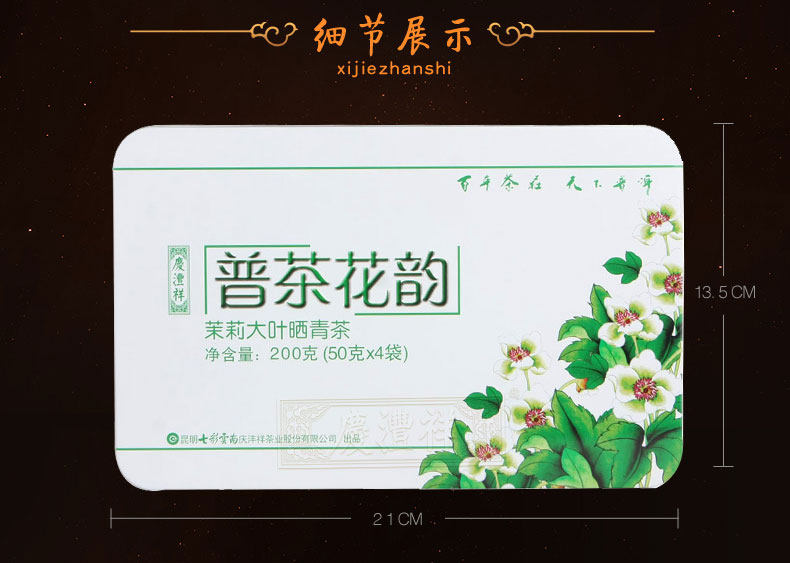 细节展示
xijiezhanshi
百年茶庄 天下普洱
慶灃祥
普茶花韵
茉莉大叶晒青茶
净含量：200克 (50克x4袋)
慶灃祥
昆明七彩雲南庆沣祥茶业股份有限公司 出品
13.5CM
21CM